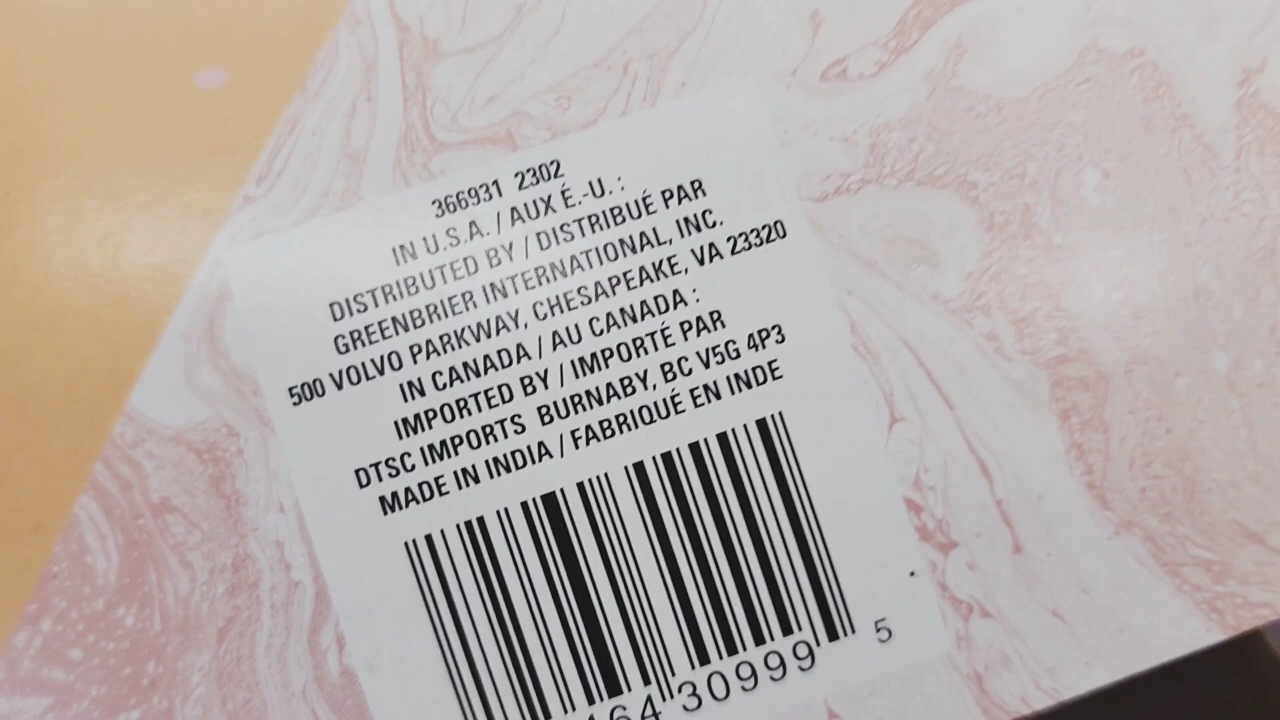 366931 2302
IN U.S.A. / AUX É.-U. :
DISTRIBUTED BY / DISTRIBUÉ PAR
GREENBRIER INTERNATIONAL, INC.
500 VOLVO PARKWAY, CHESAPEAKE, VA 23320
IN CANADA / AU CANADA :
IMPORTED BY / IMPORTÉ PAR
DTSC IMPORTS BURNABY, BC V5G 4P3
MADE IN INDIA / FABRIQUÉ EN INDE
30999 5